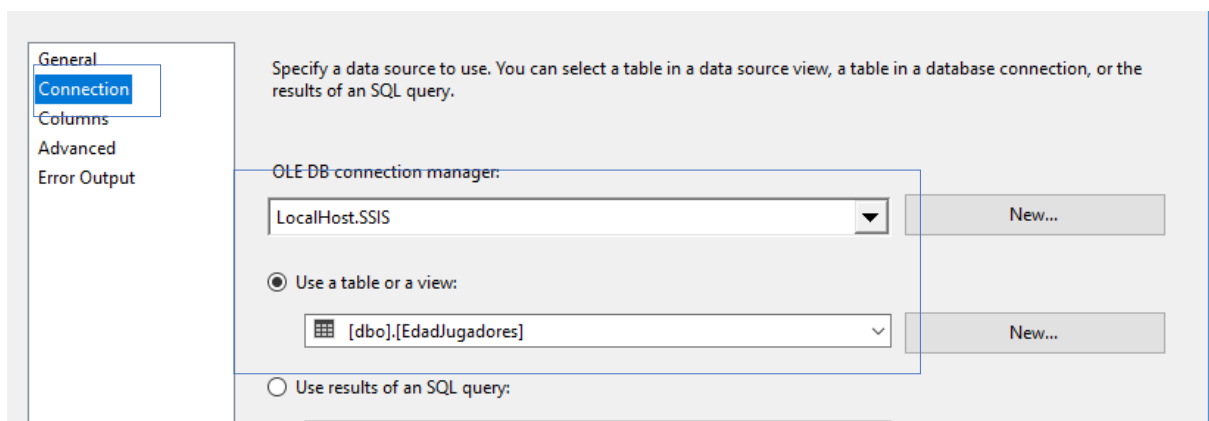 General
Connection
Columns
Advanced
Error Output
Specify a data source to use. You can select a table in a data source view, a table in a database connection, or the
results of an SQL query.
OLE DB connection manager:
LocalHost.SSIS
New...
Use a table or a view:
[dbo].[EdadJugadores]
New...
Use results of an SQL query: